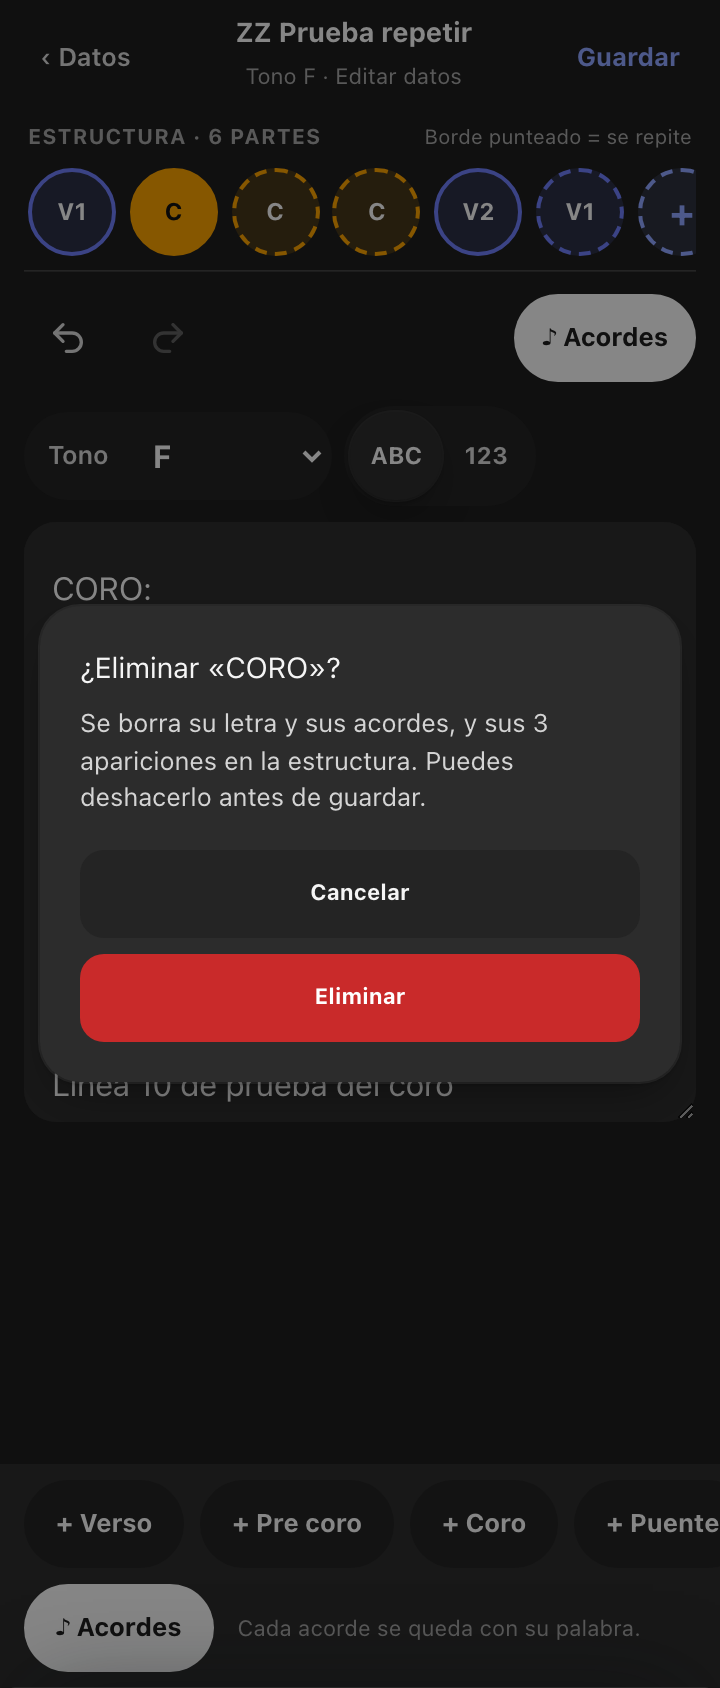 ZZ Prueba repetir
‹ Datos
Guardar
Tono F · Editar datos
ESTRUCTURA · 6 PARTES
Borde punteado = se repite
V1 C C C V2 V1 +
♪ Acordes
Tono F ABC 123
CORO:
¿Eliminar «CORO»?
Se borra su letra y sus acordes, y sus 3
apariciones en la estructura. Puedes
deshacerlo antes de guardar.
Cancelar
Eliminar
Línea 10 de prueba del coro
+ Verso + Pre coro + Coro + Puente
♪ Acordes Cada acorde se queda con su palabra.